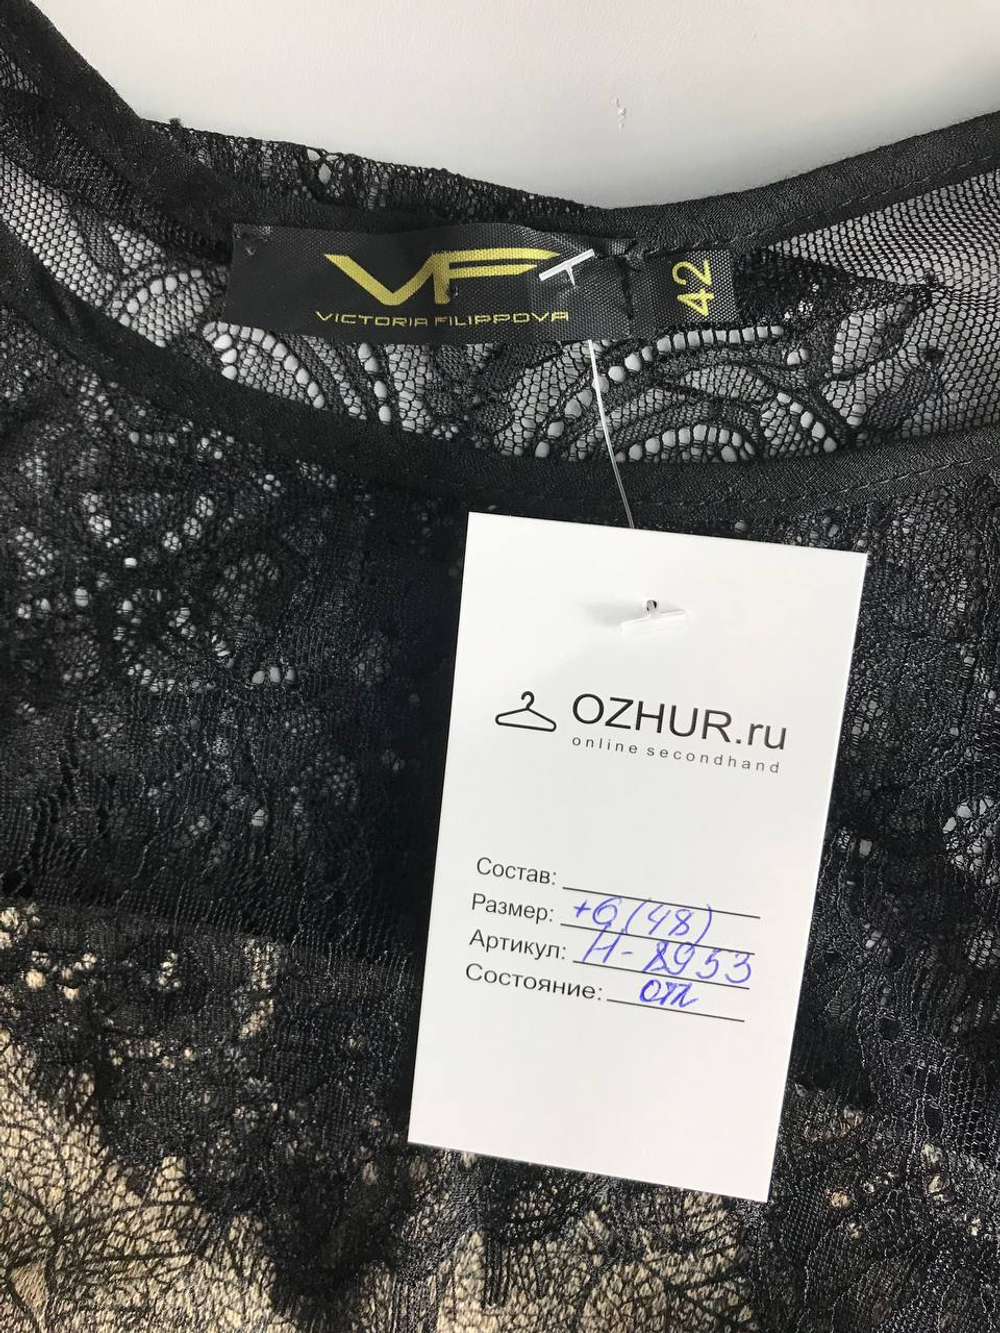 VF
VICTORIA FILIPPOVA
42
OZHUR.ru
online secondhand
Состав:
Размер: +6 (48)
Артикул: Н-8953
Состояние: отл